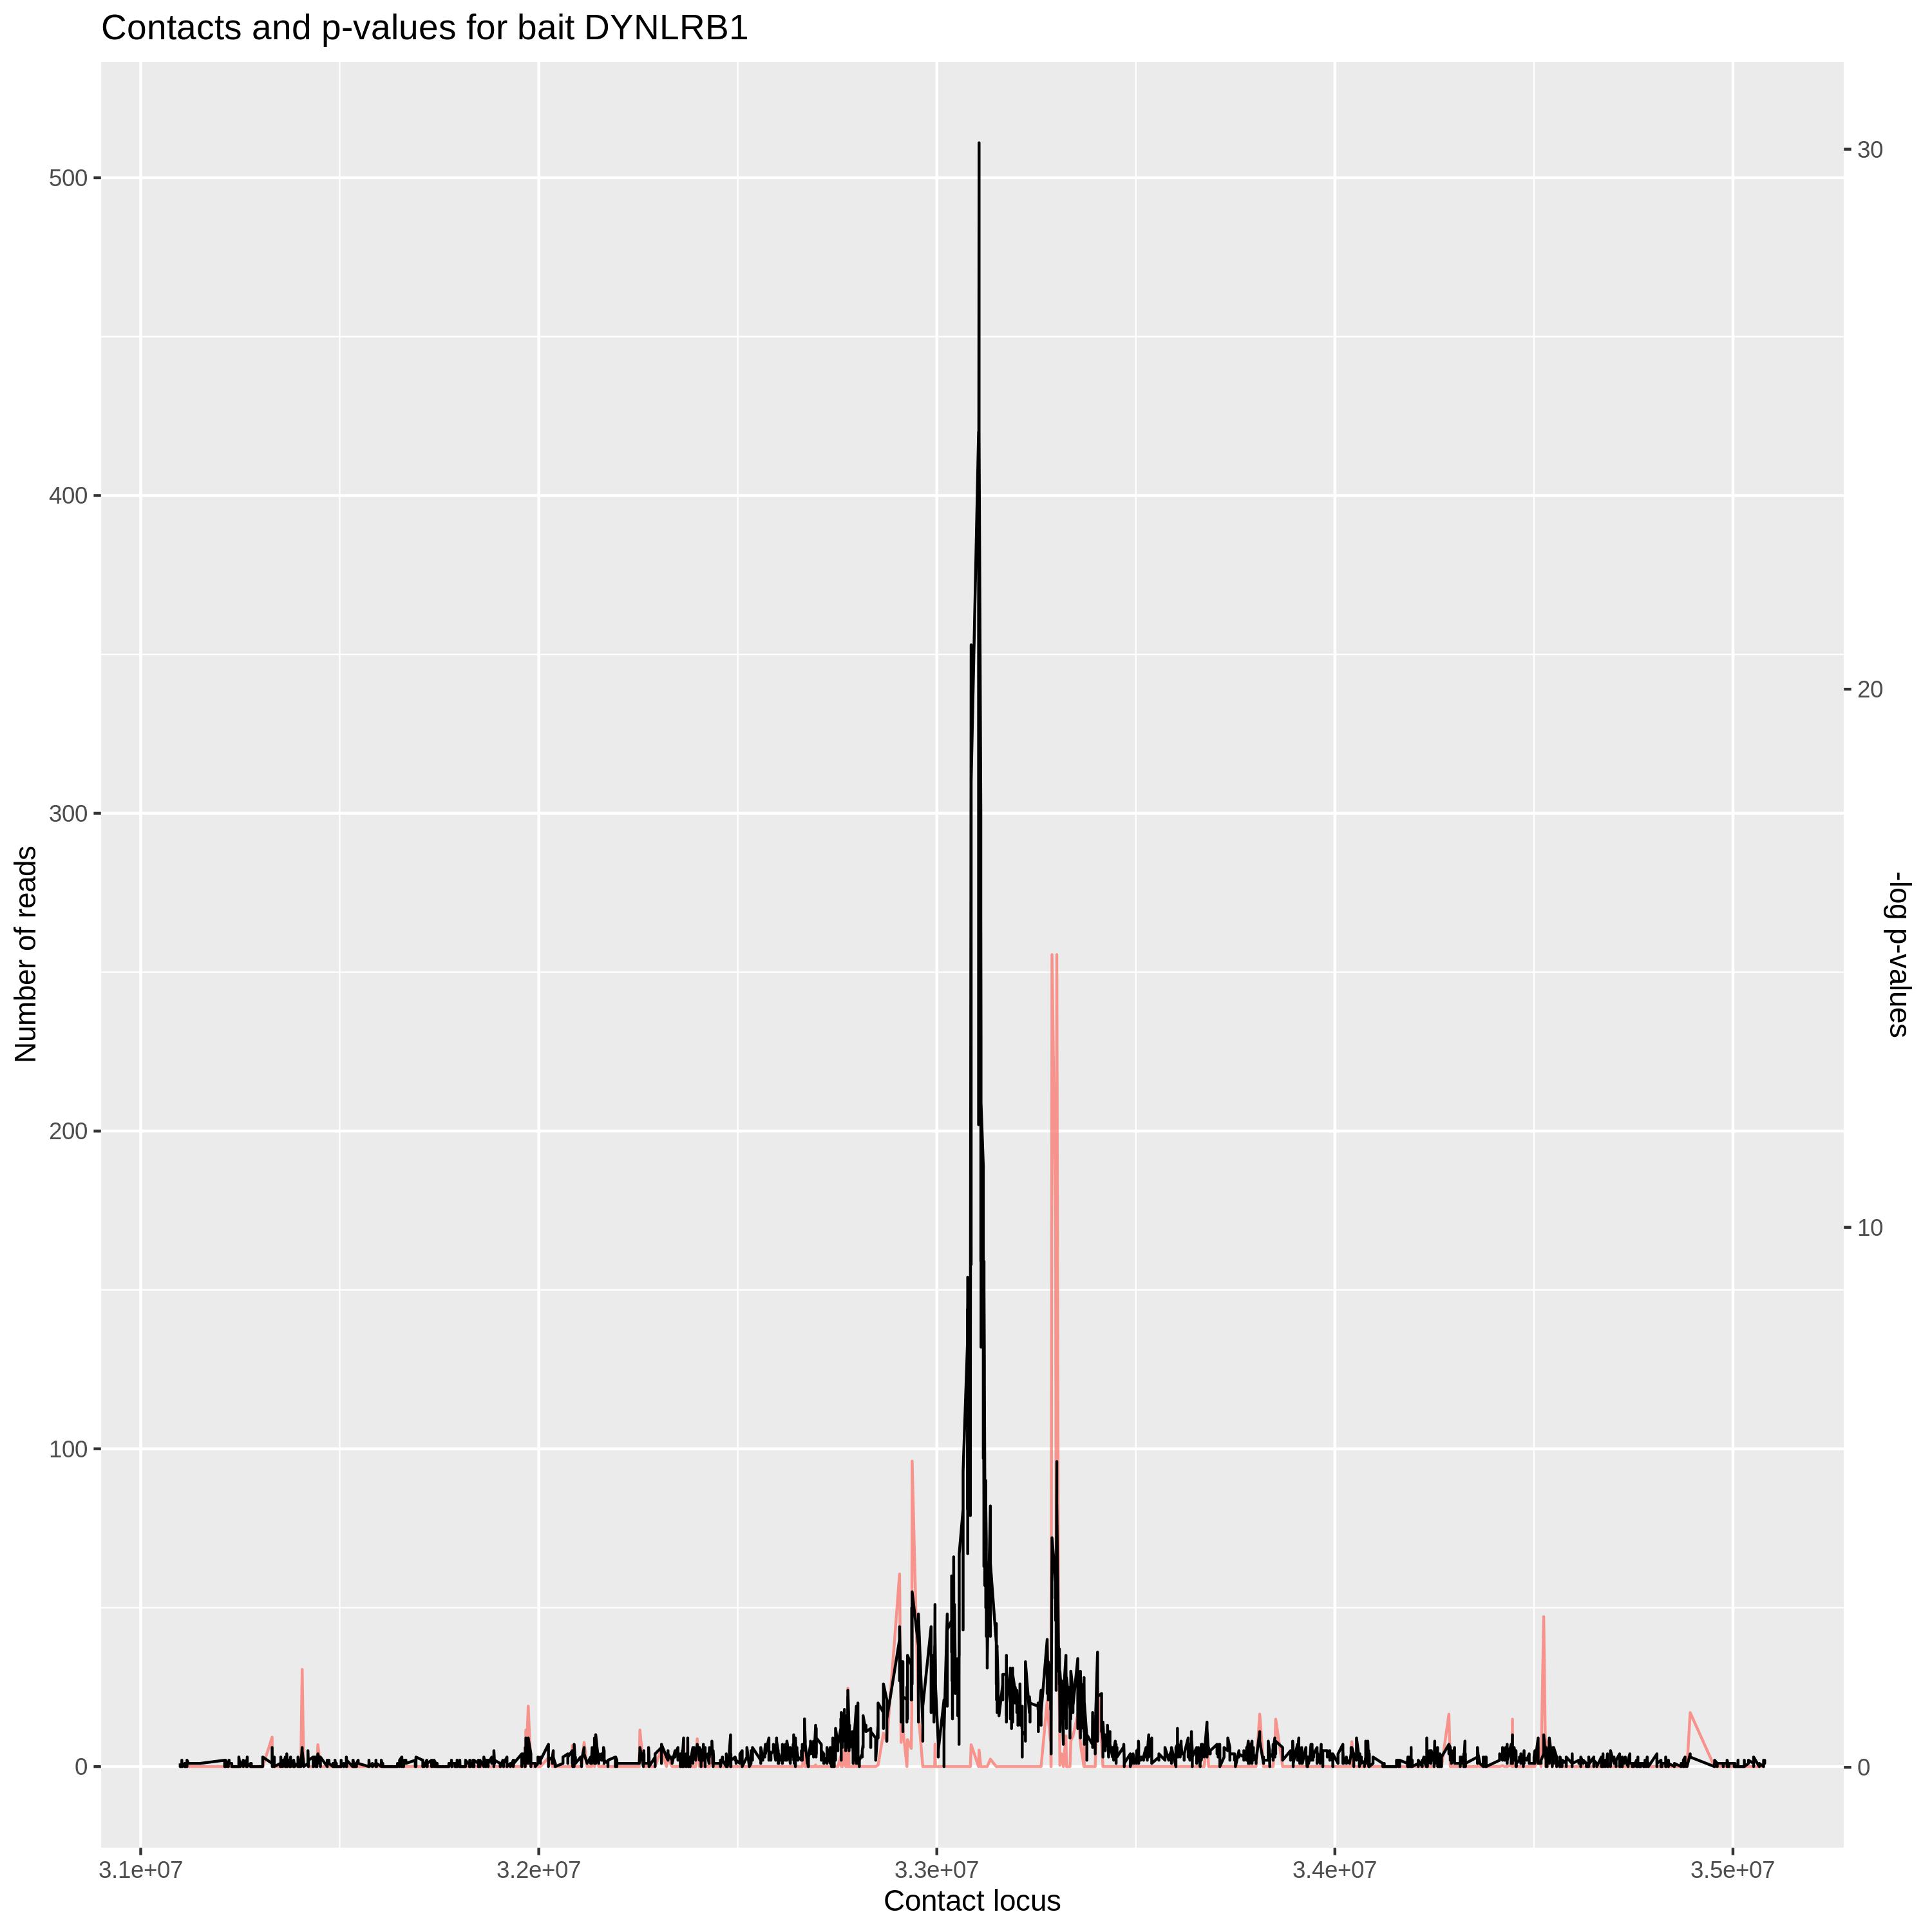 Contacts and p-values for bait DYNLRB1
500
400
300
200
100
0
Number of reads
30
20
10
0
-log p-values
3.1e+07
3.2e+07
3.3e+07
3.4e+07
3.5e+07
Contact locus